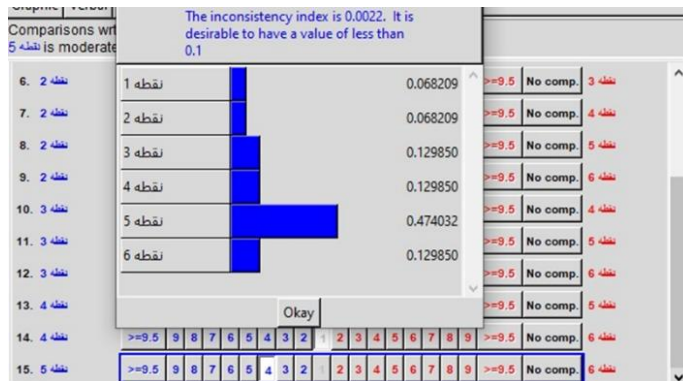 Graphic Verbal
Comparisons wrt
نقطه 5 is moderate
The inconsistency index is 0.0022. It is
desirable to have a value of less than
0.1
نقطه 1 0.068209
نقطه 2 0.068209
نقطه 3 0.129850
نقطه 4 0.129850
نقطه 5 0.474032
نقطه 6 0.129850
Okay
6. نقطه 2 >=9.5 No comp. نقطه 3
7. نقطه 2 >=9.5 No comp. نقطه 4
8. نقطه 2 >=9.5 No comp. نقطه 5
9. نقطه 2 >=9.5 No comp. نقطه 6
10. نقطه 3 >=9.5 No comp. نقطه 4
11. نقطه 3 >=9.5 No comp. نقطه 5
12. نقطه 3 >=9.5 No comp. نقطه 6
13. نقطه 4 >=9.5 No comp. نقطه 5
14. نقطه 4 >=9.5 9 8 7 6 5 4 3 2 1 2 3 4 5 6 7 8 9 >=9.5 No comp. نقطه 6
15. نقطه 5 >=9.5 9 8 7 6 5 4 3 2 1 2 3 4 5 6 7 8 9 >=9.5 No comp. نقطه 6